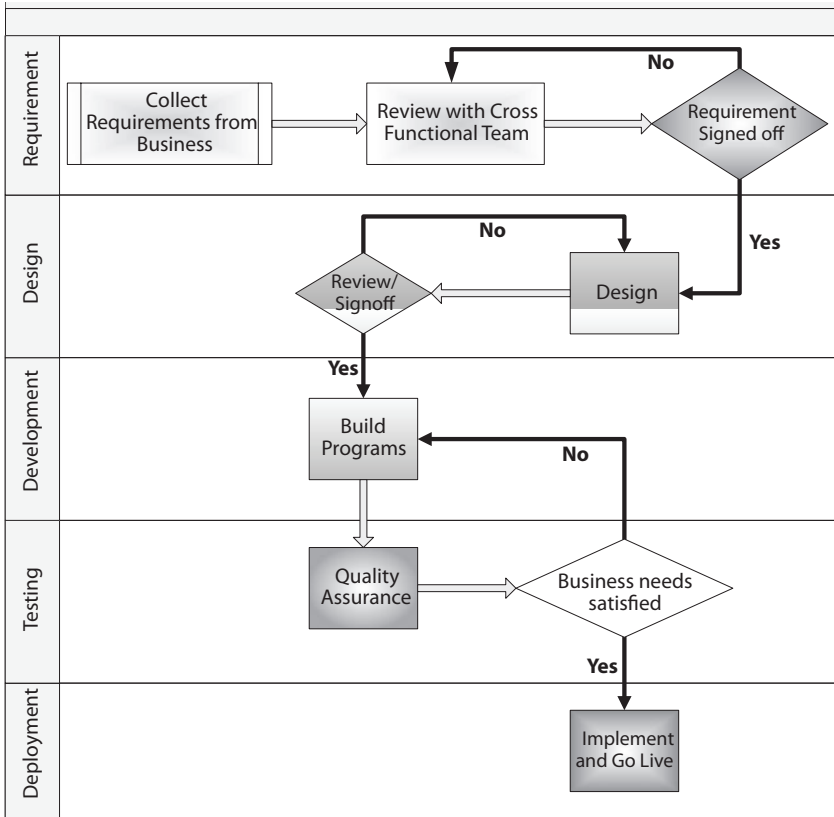 Requirement
Collect
Requirements from
Business
Review with Cross
Functional Team
No
Requirement
Signed off
Yes
Design
Review/
Signoff
No
Design
Yes
Development
Build
Programs
No
Testing
Quality
Assurance
Business needs
satisfied
Yes
Deployment
Implement
and Go Live